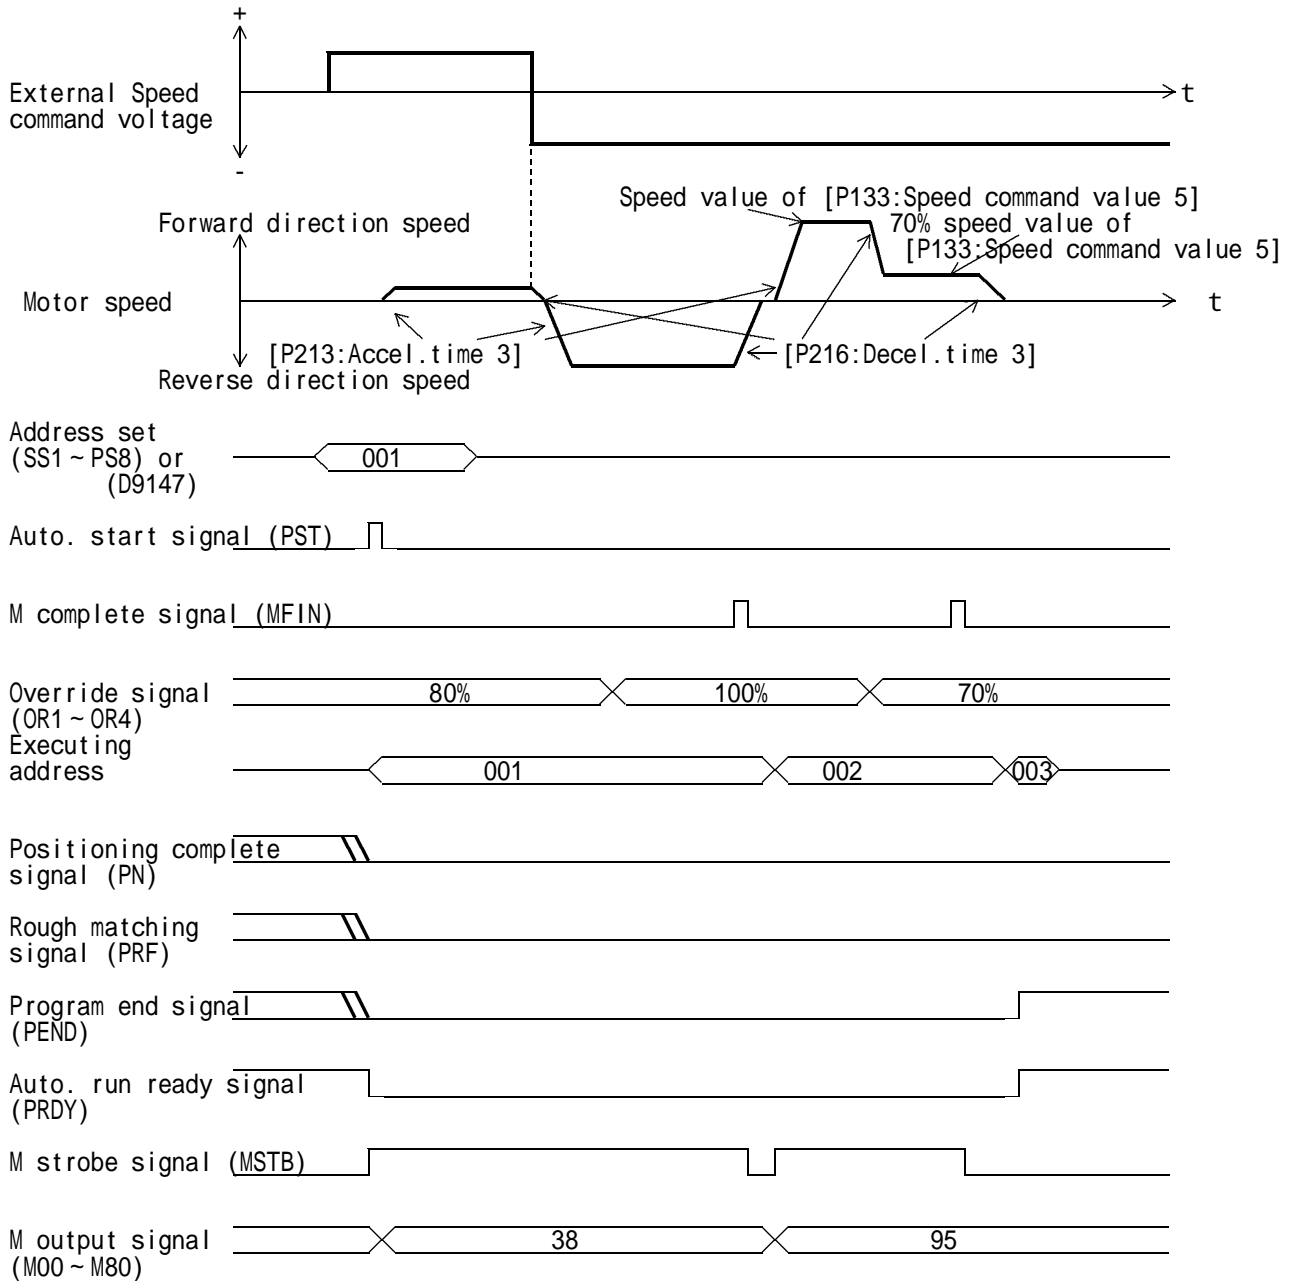 +
External Speed
command voltage
t
-
Speed value of [P133:Speed command value 5]
Forward direction speed
70% speed value of
[P133:Speed command value 5]
Motor speed
t
[P213:Accel.time 3]
[P216:Decel.time 3]
Reverse direction speed
Address set
(SS1~PS8) or
(D9147)
001
Auto. start signal (PST)
M complete signal (MFIN)
Override signal
(OR1~OR4)
80%
100%
70%
Executing
address
001
002
003
Positioning complete
signal (PN)
Rough matching
signal (PRF)
Program end signal
(PEND)
Auto. run ready signal
(PRDY)
M strobe signal (MSTB)
M output signal
(M00~M80)
38
95